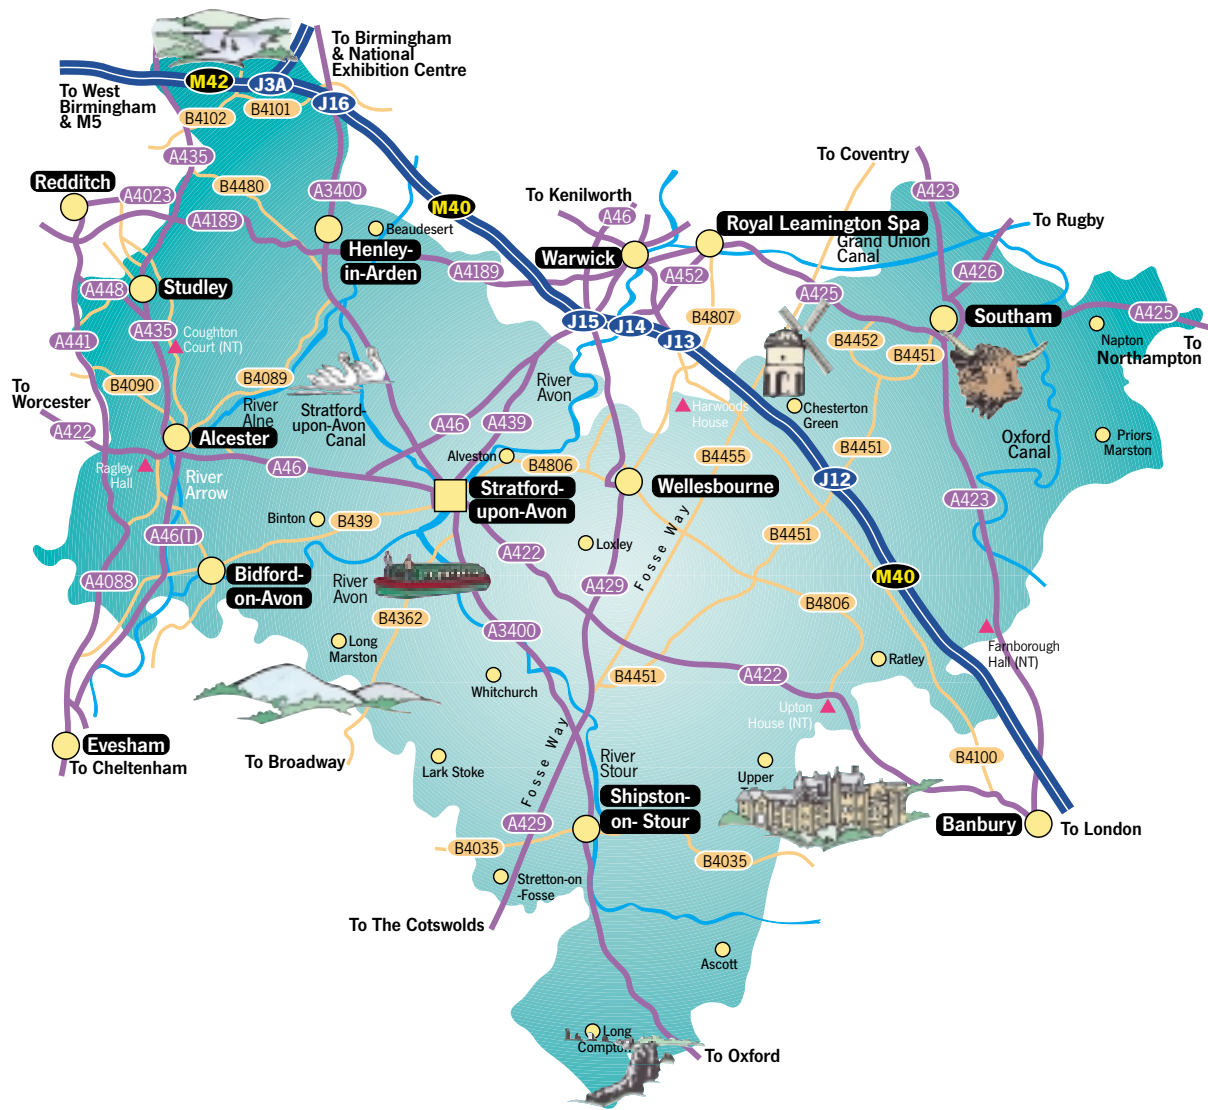 To Birmingham
& National
Exhibition Centre
To West
Birmingham
& M5
M42
J3A
J16
B4102
B4101
A435
To Coventry
A423
Redditch
A4023
B4480
A3400
M40
To Kenilworth
A46
Royal Leamington Spa
Grand Union
Canal
To Rugby
A4189
Beaudesert
Henley-
in-Arden
A4189
Warwick
A452
A426
A448
Studley
A425
A425
A435
Coughton
Court (NT)
A441
J15
J14
J13
B4807
B4452
B4451
Southam
Napton
To
Northampton
To
Worcester
B4090
B4089
River
Alne
Stratford-
upon-Avon
Canal
River
Avon
Harwoods
House
Chesterton
Green
A422
Alcester
A46
A439
Alveston
B4806
B4455
B4451
Oxford
Canal
Priors
Marston
Ragley
Hall
River
Arrow
A46
Stratford-
upon-Avon
Wellesbourne
J12
A423
Binton
B439
A46(T)
A422
Loxley
Fosse Way
B4451
A4088
Bidford-
on-Avon
River
Avon
A429
M40
B4362
B4806
Long
Marston
A3400
Farnborough
Hall (NT)
Ratley
Whitchurch
B4451
A422
Upton
House (NT)
Evesham
To Cheltenham
To Broadway
Lark Stoke
Fosse Way
River
Stour
Upper
B4100
Shipston-
on- Stour
A429
B4035
B4035
Banbury
To London
Stretton-on
-Fosse
To The Cotswolds
Ascott
Long
Compton
To Oxford